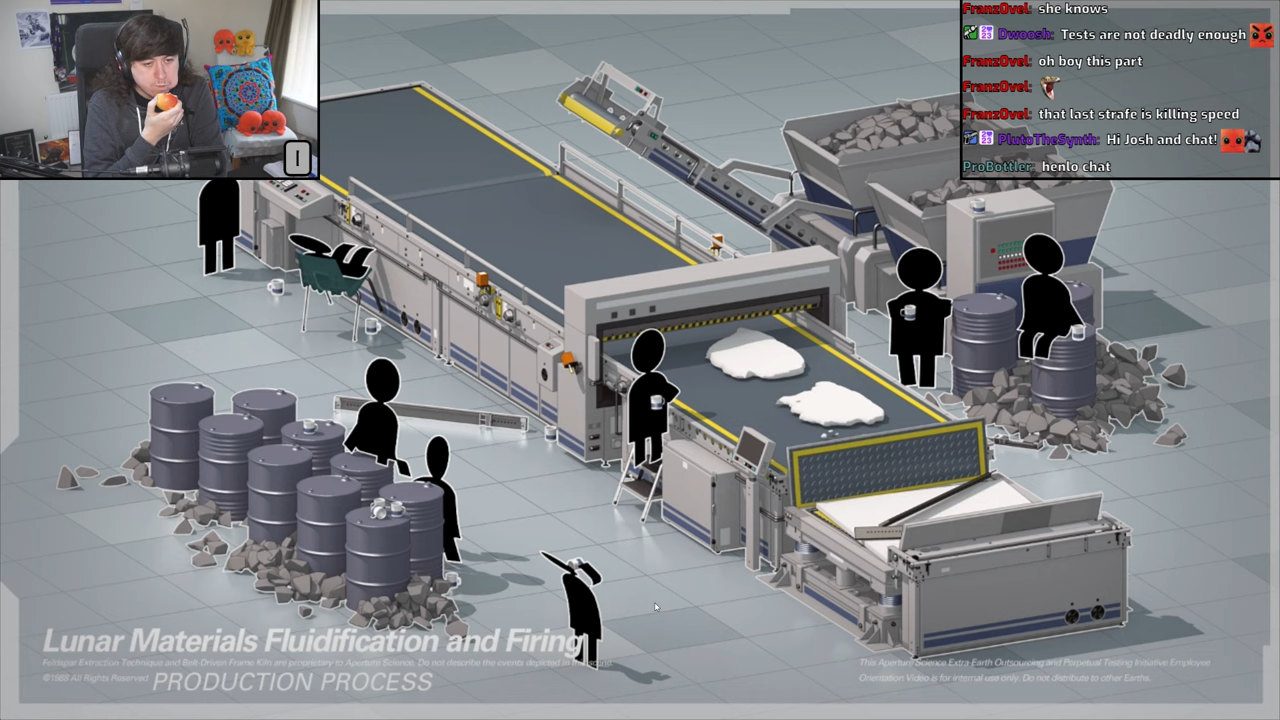 FranzOvel: she knows
Dwoosh: Tests are not deadly enough
FranzOvel: oh boy this part
FranzOvel:
FranzOvel: that last strafe is killing speed
PlutoTheSynth: Hi Josh and chat!
ProBottler: henlo chat
I
Lunar Materials Fluidification and Firing
Feldspar Extraction Technique and Belt Driven Frame Kiln are proprietary to Aperture Science. Do not describe the events depicted in this
©1988 All Rights Reserved
PRODUCTION PROCESS
This Aperture Science Extra-Earth Outsourcing and Perpetual Testing Initiative Employee
Orientation Video is for internal use only. Do not distribute to other Earths.